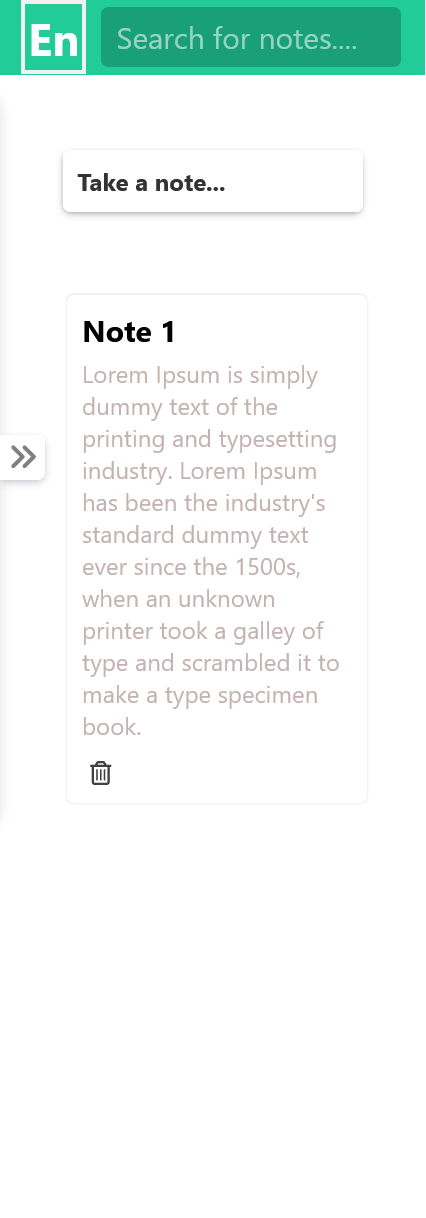 En
Search for notes....
Take a note...
Note 1
Lorem Ipsum is simply
dummy text of the
printing and typesetting
industry. Lorem Ipsum
has been the industry's
standard dummy text
ever since the 1500s,
when an unknown
printer took a galley of
type and scrambled it to
make a type specimen
book.